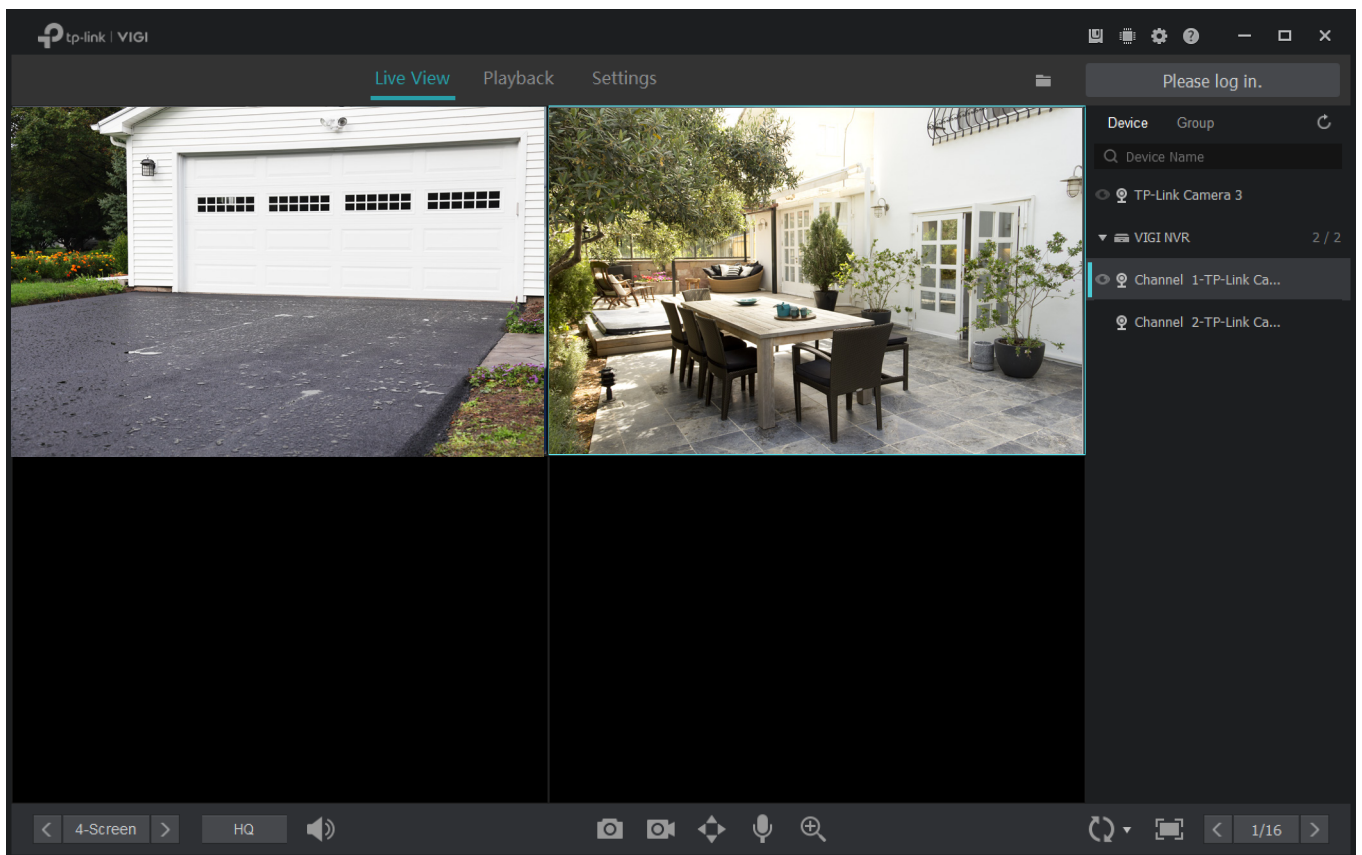 tp-link | VIGI
Live View Playback Settings
Please log in.
Device Group
Device Name
TP-Link Camera 3
VIGI NVR 2 / 2
Channel 1-TP-Link Ca...
Channel 2-TP-Link Ca...
4-Screen HQ 1/16